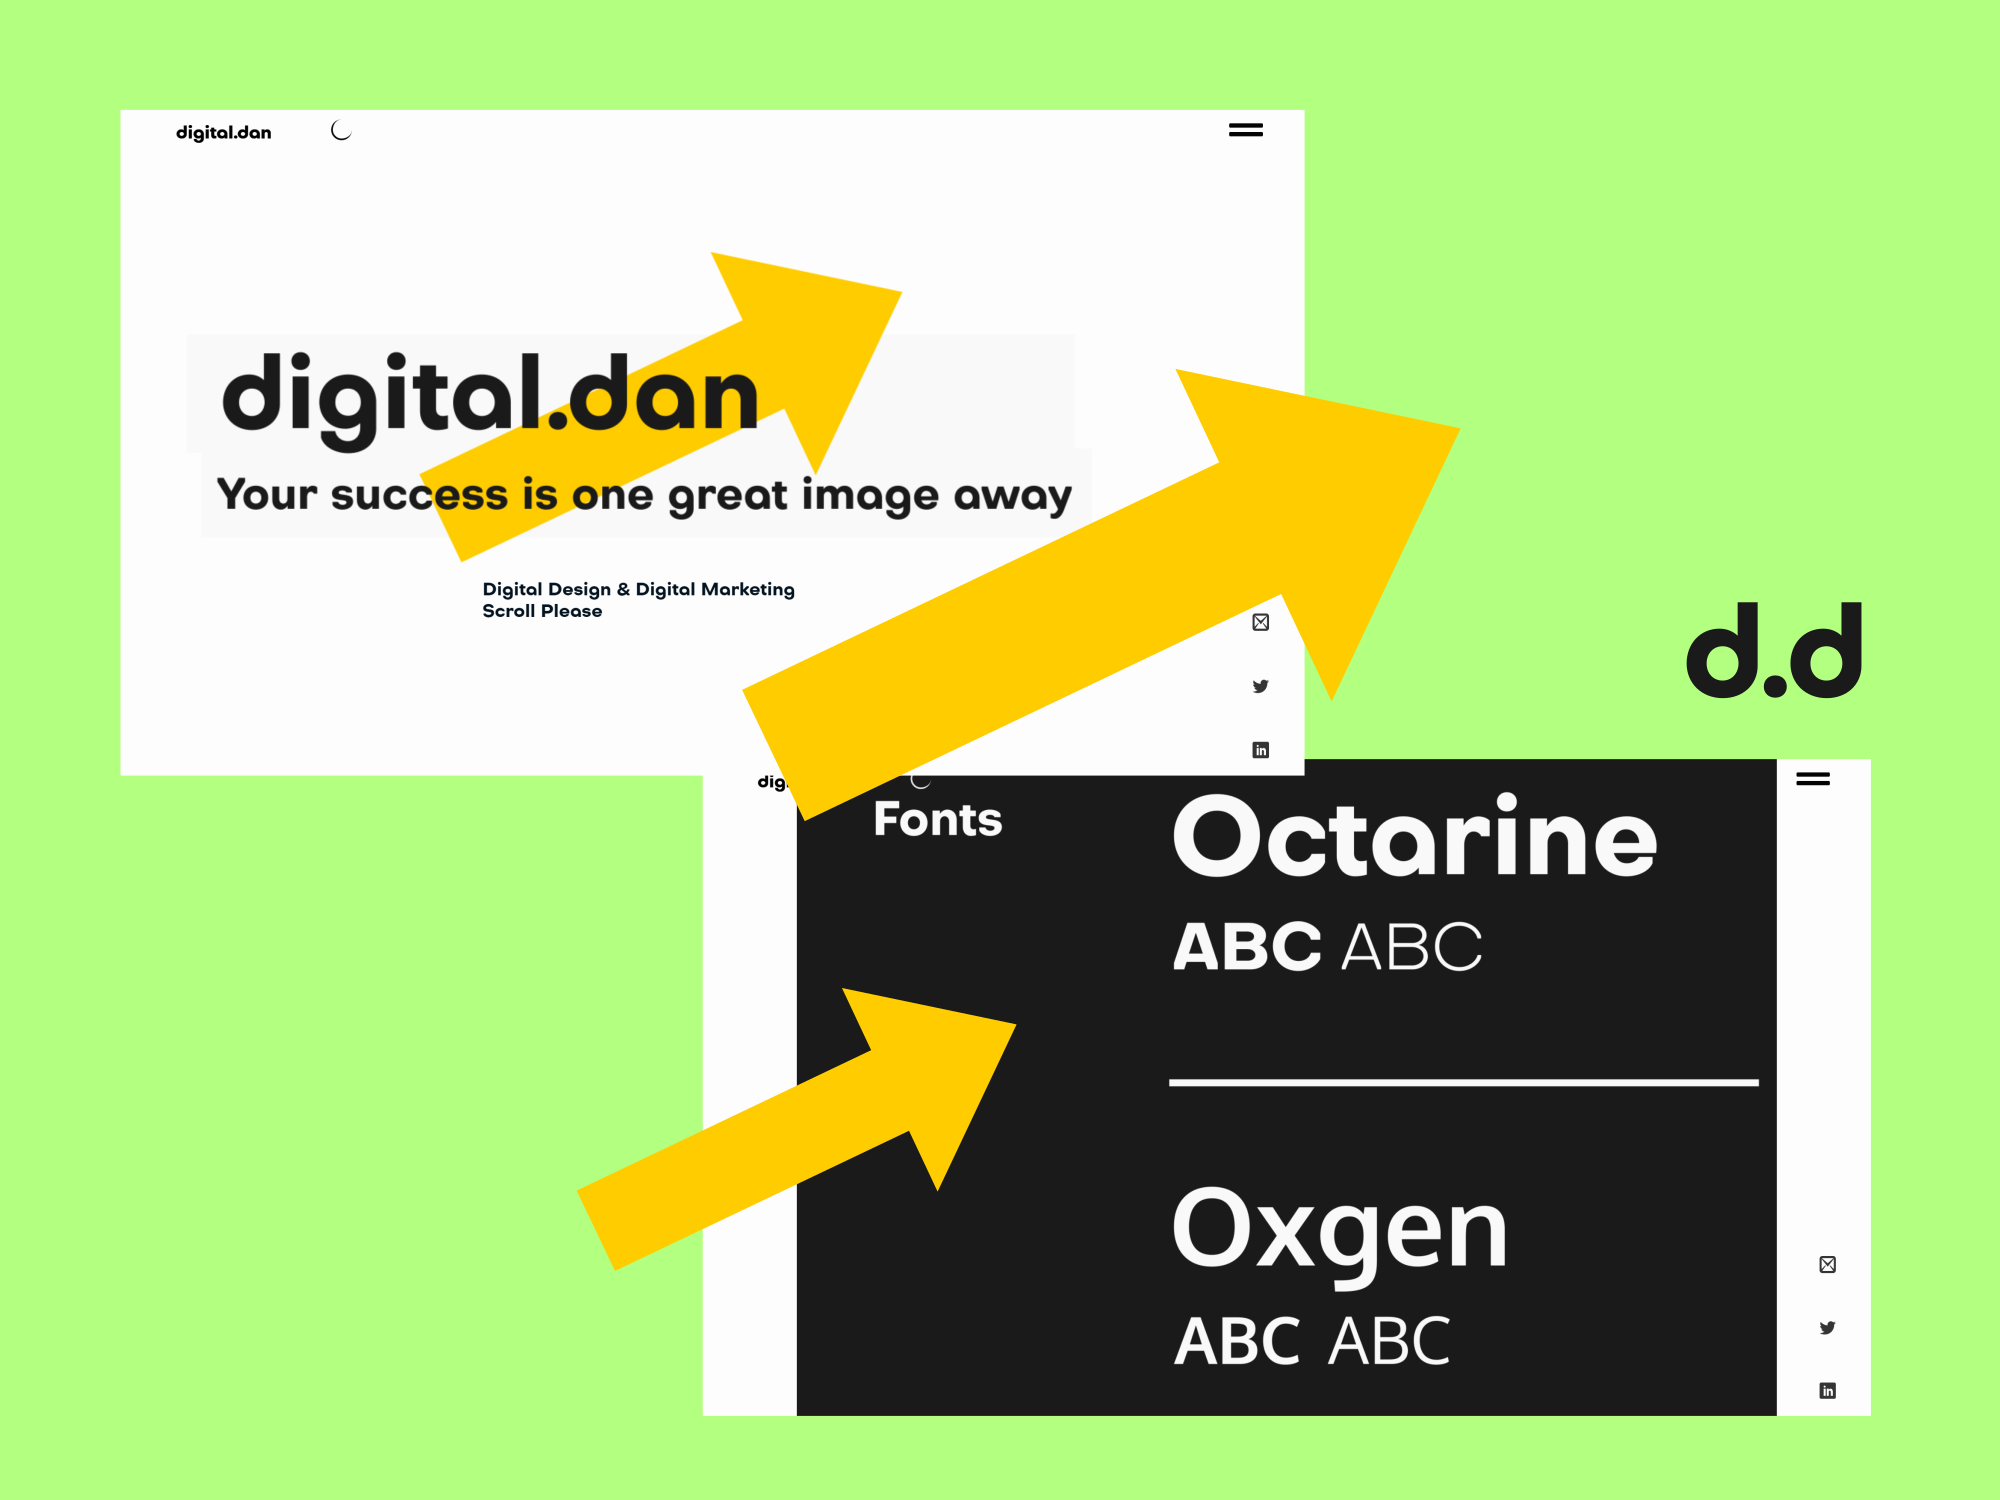 digital.dan
digital.dan
Your success is one great image away
Digital Design & Digital Marketing
Scroll Please
d.d
dig
Fonts
Octarine
ABC ABC
Oxgen
ABC ABC